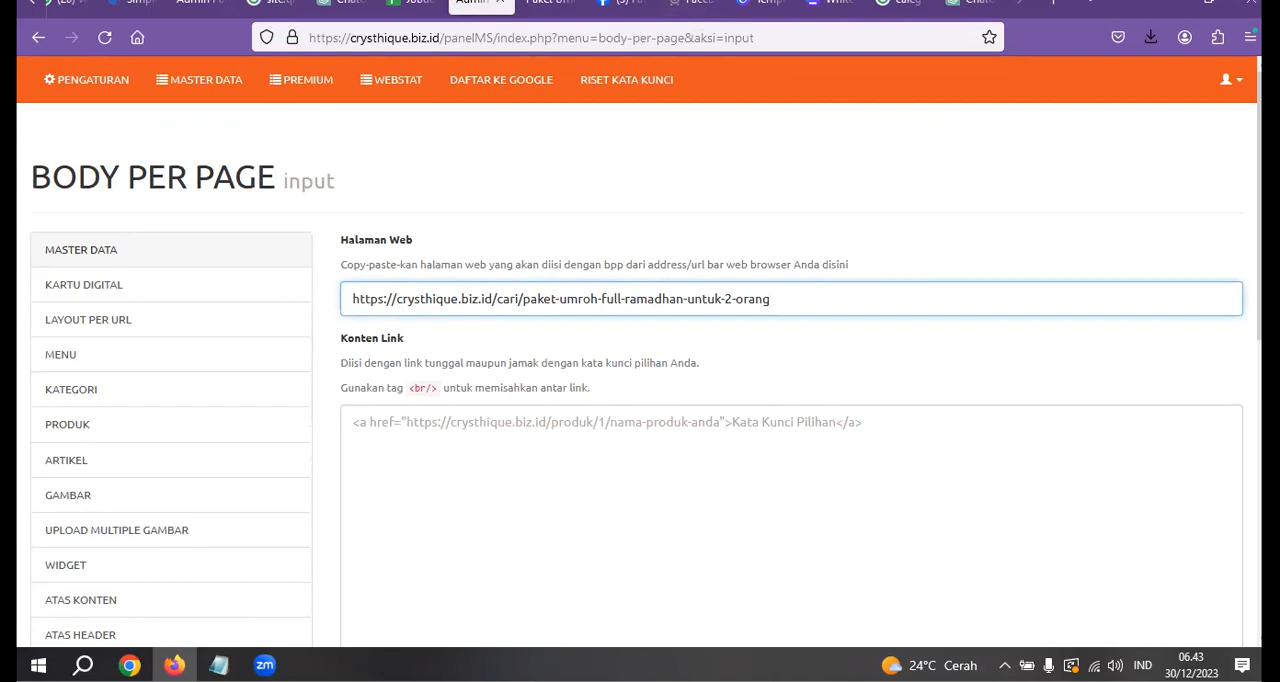 https://crysthique.biz.id/panelMS/index.php?menu=body-per-page&aksi=input
PENGATURAN MASTER DATA PREMIUM WEBSTAT DAFTAR KE GOOGLE RISET KATA KUNCI
BODY PER PAGE input
MASTER DATA
KARTU DIGITAL
LAYOUT PER URL
MENU
KATEGORI
PRODUK
ARTIKEL
GAMBAR
UPLOAD MULTIPLE GAMBAR
WIDGET
ATAS KONTEN
ATAS HEADER
Halaman Web
Copy-paste-kan halaman web yang akan diisi dengan bpp dari address/url bar web browser Anda disini
https://crysthique.biz.id/cari/paket-umroh-full-ramadhan-untuk-2-orang
Konten Link
Diisi dengan link tunggal maupun jamak dengan kata kunci pilihan Anda.
Gunakan tag <br/> untuk memisahkan antar link.
<a href="https://crysthique.biz.id/produk/1/nama-produk-anda">Kata Kunci Pilihan</a>
zm
24°C Cerah
IND
06.43
30/12/2023